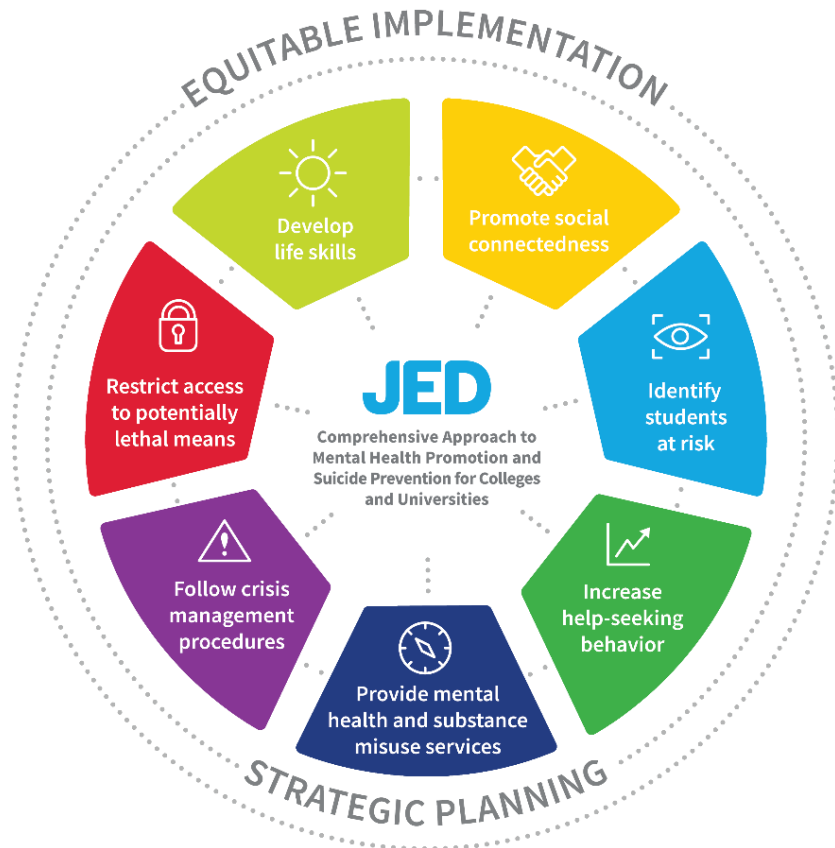 EQUITABLE IMPLEMENTATION
Develop
life skills
Promote social
connectedness
Restrict access
to potentially
lethal means
JED
Comprehensive Approach to
Mental Health Promotion and
Suicide Prevention for Colleges
and Universities
Identify
students
at risk
Follow crisis
management
procedures
Increase
help-seeking
behavior
Provide mental
health and substance
misuse services
STRATEGIC PLANNING